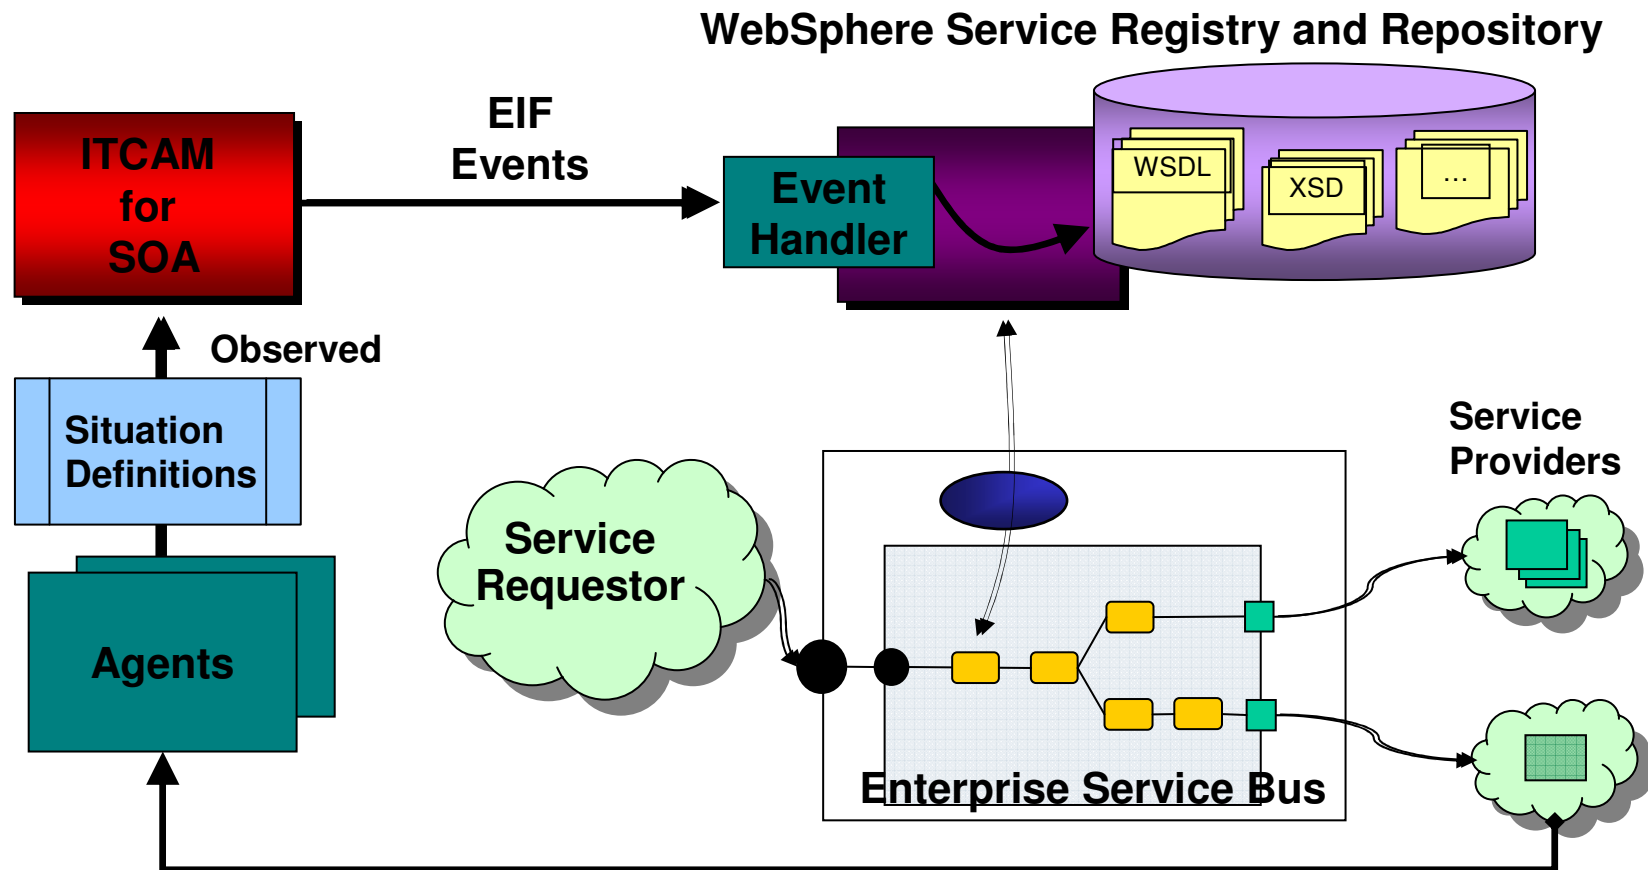 WebSphere Service Registry and Repository
ITCAM
for
SOA
EIF
Events
Event
Handler
WSDL
XSD
...
Observed
Situation
Definitions
Agents
Service
Requestor
Service
Providers
Enterprise Service Bus